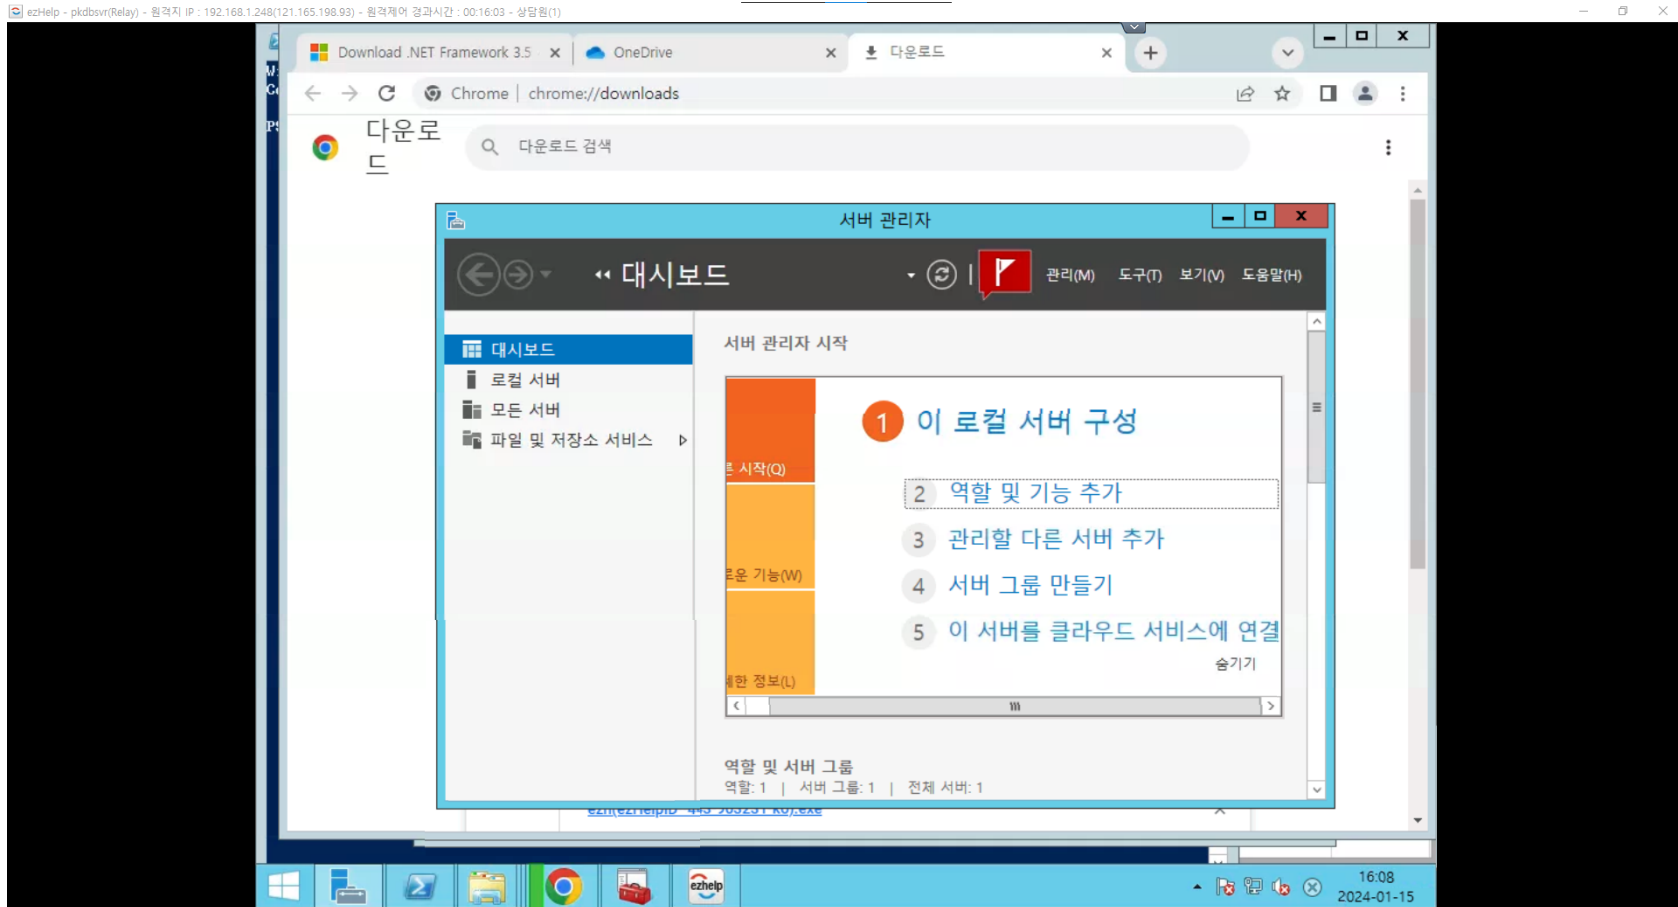 ezHelp - pkdbsvr(Relay) - 원격지 IP : 192.168.1.248(121.165.198.93) - 원격제어 경과시간 : 00:16:03 - 상담원(1)
Download .NET Framework 3.5
OneDrive
다운로드
Chrome | chrome://downloads
다운로
드
다운로드 검색
서버 관리자
대시보드
관리(M) 도구(T) 보기(V) 도움말(H)
대시보드
로컬 서버
모든 서버
파일 및 저장소 서비스
서버 관리자 시작
1 이 로컬 서버 구성
시작(Q)
2 역할 및 기능 추가
3 관리할 다른 서버 추가
기능(W)
4 서버 그룹 만들기
5 이 서버를 클라우드 서비스에 연결
숨기기
정보(L)
역할 및 서버 그룹
역할: 1 | 서버 그룹: 1 | 전체 서버: 1
ezhelp
16:08
2024-01-15